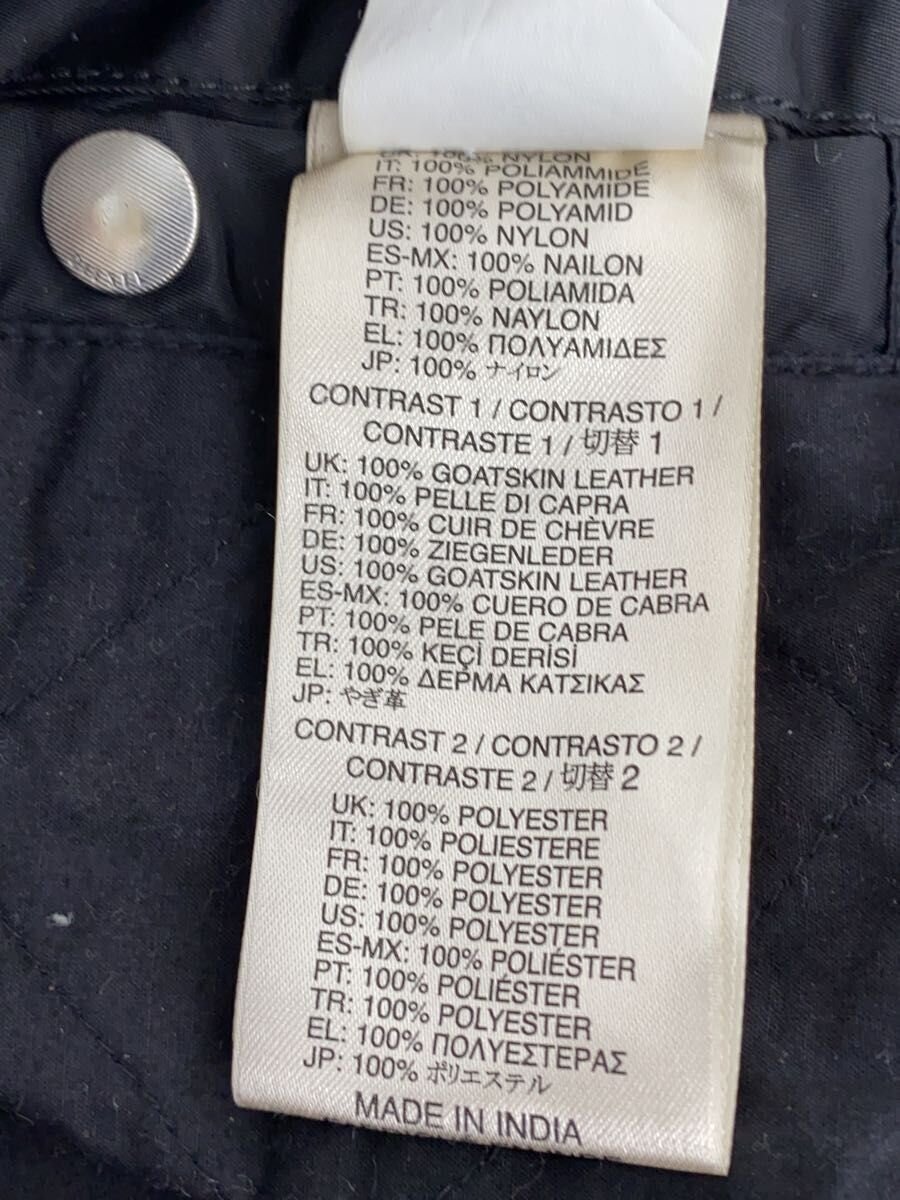 UK: 100% NYLON
IT: 100% POLIAMMIDE
FR: 100% POLYAMIDE
DE: 100% POLYAMID
US: 100% NYLON
ES-MX: 100% NAILON
PT: 100% POLIAMIDA
TR: 100% NAYLON
EL: 100% ΠΟΛΥΑΜΙΔΕΣ
JP: 100% ナイロン
CONTRAST 1 / CONTRASTO 1 /
CONTRASTE 1 / 切替 1
UK: 100% GOATSKIN LEATHER
IT: 100% PELLE DI CAPRA
FR: 100% CUIR DE CHÈVRE
DE: 100% ZIEGENLEDER
US: 100% GOATSKIN LEATHER
ES-MX: 100% CUERO DE CABRA
PT: 100% PELE DE CABRA
TR: 100% KEÇİ DERİSİ
EL: 100% ΔΕΡΜΑ ΚΑΤΣΙΚΑΣ
JP: やぎ革
CONTRAST 2 / CONTRASTO 2 /
CONTRASTE 2 / 切替 2
UK: 100% POLYESTER
IT: 100% POLIESTERE
FR: 100% POLYESTER
DE: 100% POLYESTER
US: 100% POLYESTER
ES-MX: 100% POLIÉSTER
PT: 100% POLIÉSTER
TR: 100% POLYESTER
EL: 100% ΠΟΛΥΕΣΤΕΡΑΣ
JP: 100% ポリエステル
MADE IN INDIA